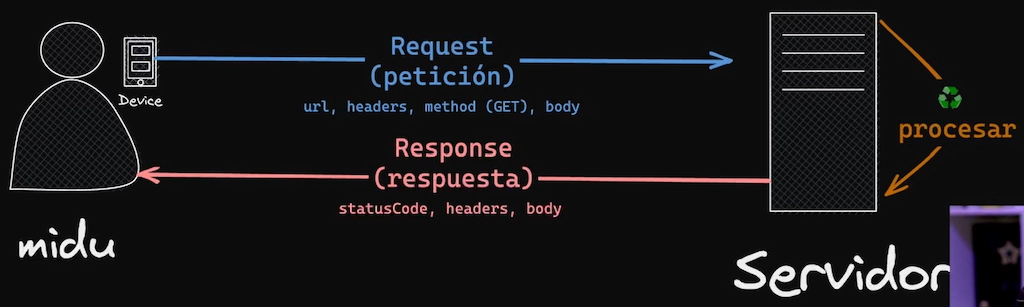 Request
(petición)
Device
url, headers, method (GET), body
procesar
Response
(respuesta)
statusCode, headers, body
midu
Servidor